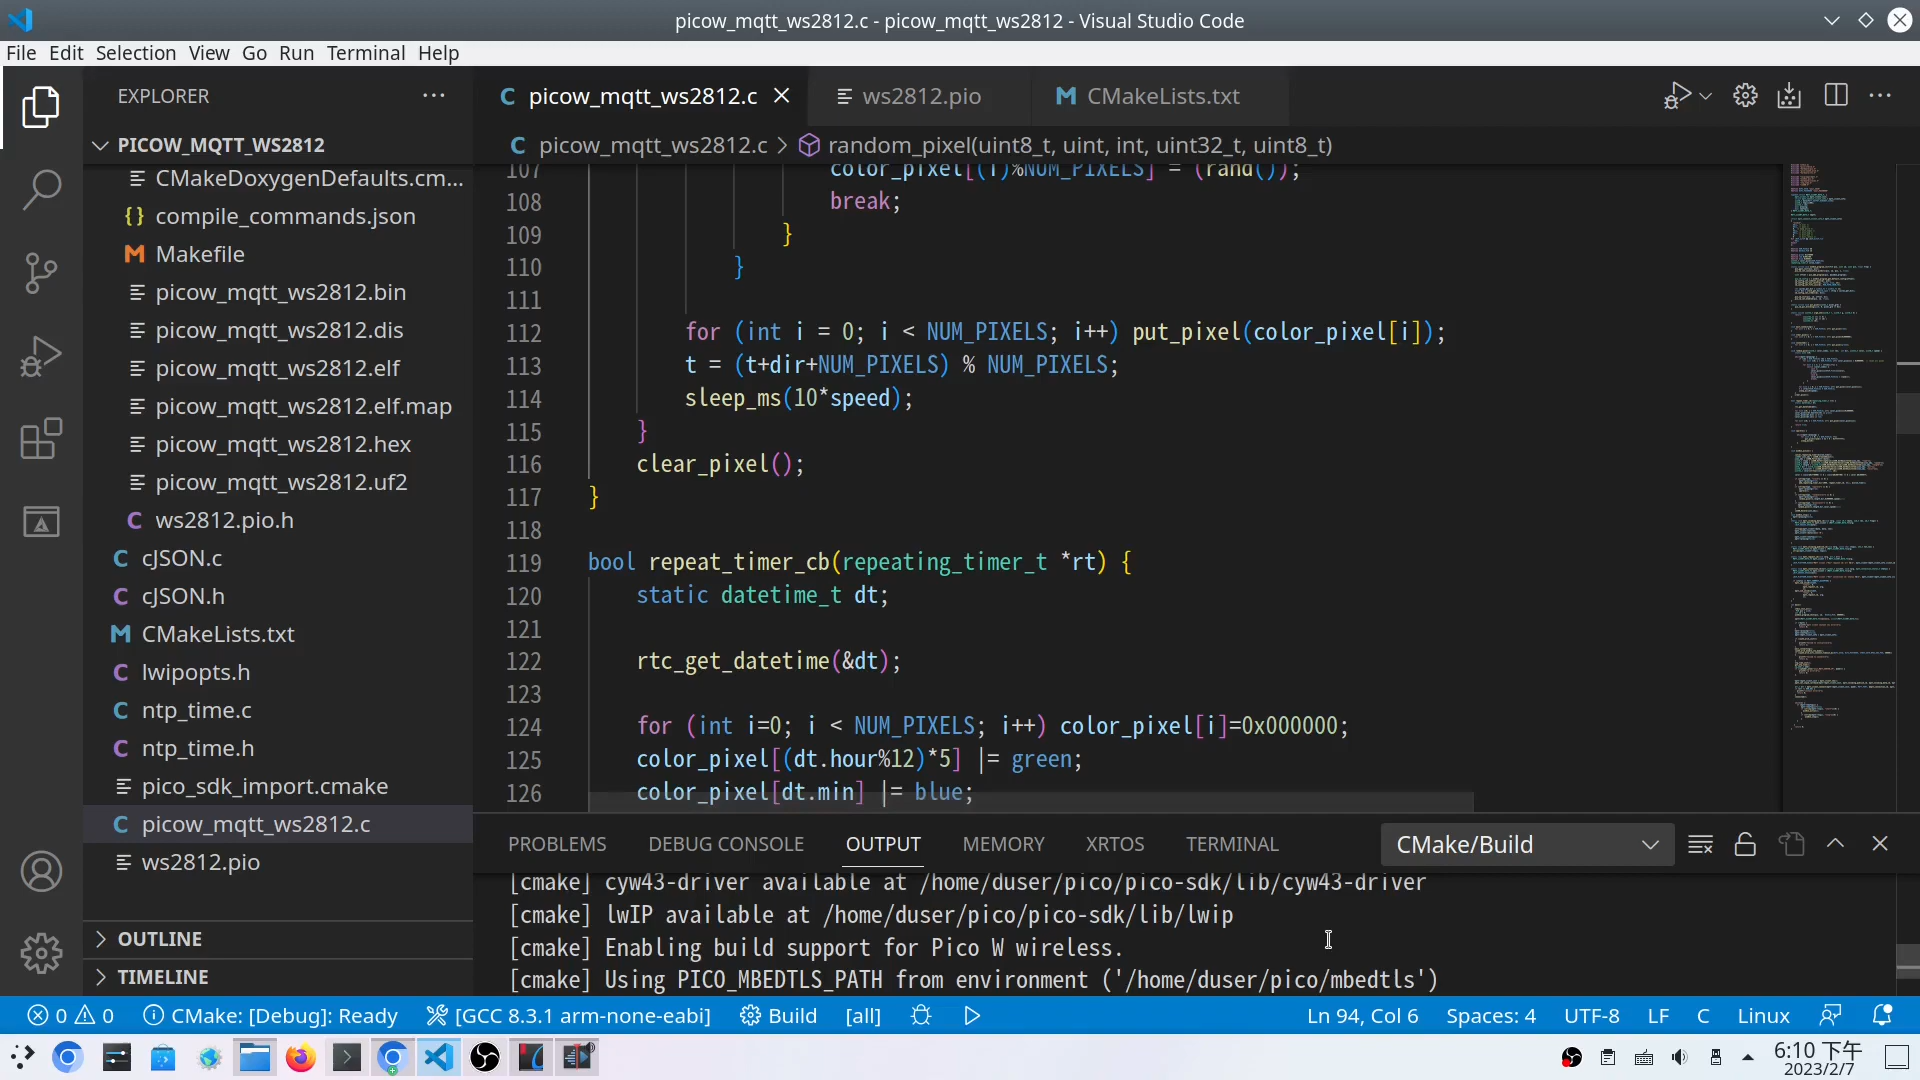 picow_mqtt_ws2812.c - picow_mqtt_ws2812 - Visual Studio Code
File Edit Selection View Go Run Terminal Help
EXPLORER
PICOW_MQTT_WS2812
CMakeDoxygenDefaults.cm...
compile_commands.json
Makefile
picow_mqtt_ws2812.bin
picow_mqtt_ws2812.dis
picow_mqtt_ws2812.elf
picow_mqtt_ws2812.elf.map
picow_mqtt_ws2812.hex
picow_mqtt_ws2812.uf2
C ws2812.pio.h
C cJSON.c
C cJSON.h
M CMakeLists.txt
C lwipopts.h
C ntp_time.c
C ntp_time.h
pico_sdk_import.cmake
C picow_mqtt_ws2812.c
ws2812.pio
OUTLINE
TIMELINE
C picow_mqtt_ws2812.c ws2812.pio M CMakeLists.txt
C picow_mqtt_ws2812.c > random_pixel(uint8_t, uint, int, uint32_t, uint8_t)
107 color_pixel[(i)%NUM_PIXELS] = (rand());
108 break;
109 }
110 }
111
112 for (int i = 0; i < NUM_PIXELS; i++) put_pixel(color_pixel[i]);
113 t = (t+dir+NUM_PIXELS) % NUM_PIXELS;
114 sleep_ms(10*speed);
115 }
116 clear_pixel();
117 }
118
119 bool repeat_timer_cb(repeating_timer_t *rt) {
120 static datetime_t dt;
121
122 rtc_get_datetime(&dt);
123
124 for (int i=0; i < NUM_PIXELS; i++) color_pixel[i]=0x000000;
125 color_pixel[(dt.hour%12)*5] |= green;
126 color_pixel[dt.min] |= blue;
PROBLEMS DEBUG CONSOLE OUTPUT MEMORY XRTOS TERMINAL CMake/Build
[cmake] cyw43-driver available at /home/duser/pico/pico-sdk/lib/cyw43-driver
[cmake] lwIP available at /home/duser/pico/pico-sdk/lib/lwip
[cmake] Enabling build support for Pico W wireless.
[cmake] Using PICO_MBEDTLS_PATH from environment ('/home/duser/pico/mbedtls')
0 0 CMake: [Debug]: Ready [GCC 8.3.1 arm-none-eabi] Build [all] Ln 94, Col 6 Spaces: 4 UTF-8 LF C Linux
6:10 下午
2023/2/7